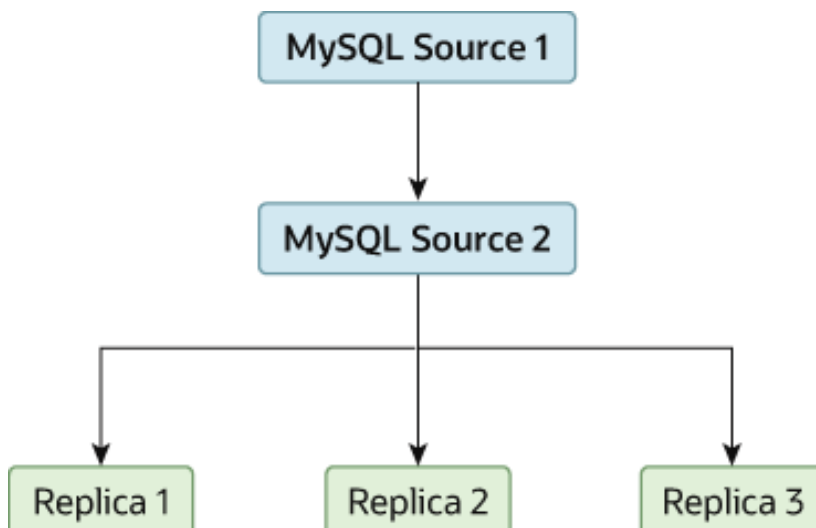 MySQL Source 1
MySQL Source 2
Replica 1
Replica 2
Replica 3